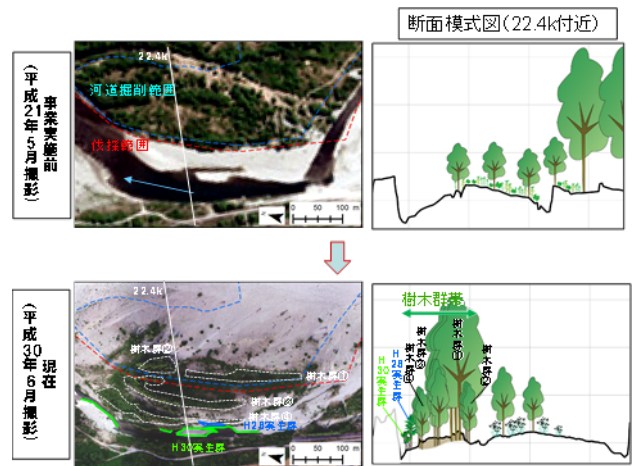 断面模式図(22.4k付近)
事業実施前
(平成21年5月撮影)
22.4k
河道掘削範囲
伐採範囲
0 50 100 m
現在
(平成30年6月撮影)
22.4k
樹木群②
樹木群①
樹木群③
樹木群④
H28実生群
H30実生群
0 50 100 m
樹木群帯
樹木群④
樹木群③
樹木群①
樹木群②
H28実生群
H30実生群